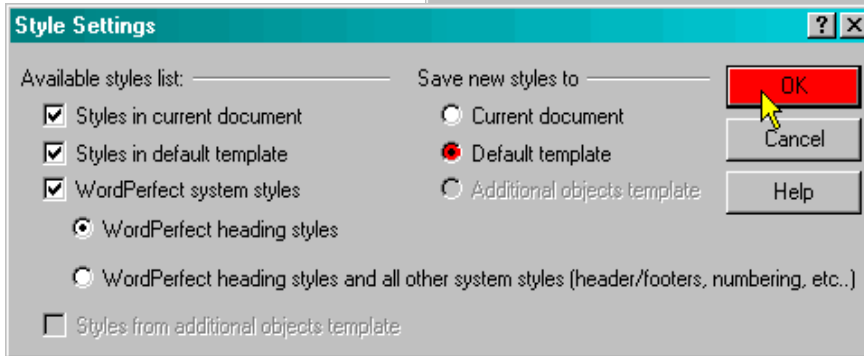 Style Settings
Available styles list:
Save new styles to
OK
Styles in current document
Current document
Styles in default template
Default template
Cancel
WordPerfect system styles
Additional objects template
Help
WordPerfect heading styles
WordPerfect heading styles and all other system styles (header/footers, numbering, etc..)
Styles from additional objects template